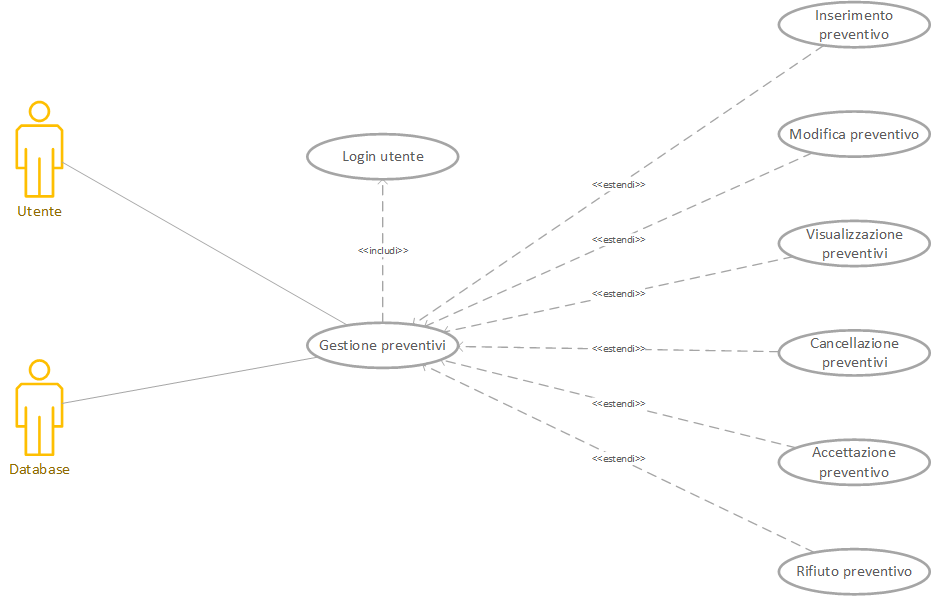 Inserimento
preventivo
Modifica preventivo
Login utente
<<estendi>>
Utente
Visualizzazione
preventivi
<<estendi>>
<<includi>>
<<estendi>>
Gestione preventivi
<<estendi>>
Cancellazione
preventivi
<<estendi>>
Database
Accettazione
preventivo
<<estendi>>
Rifiuto preventivo